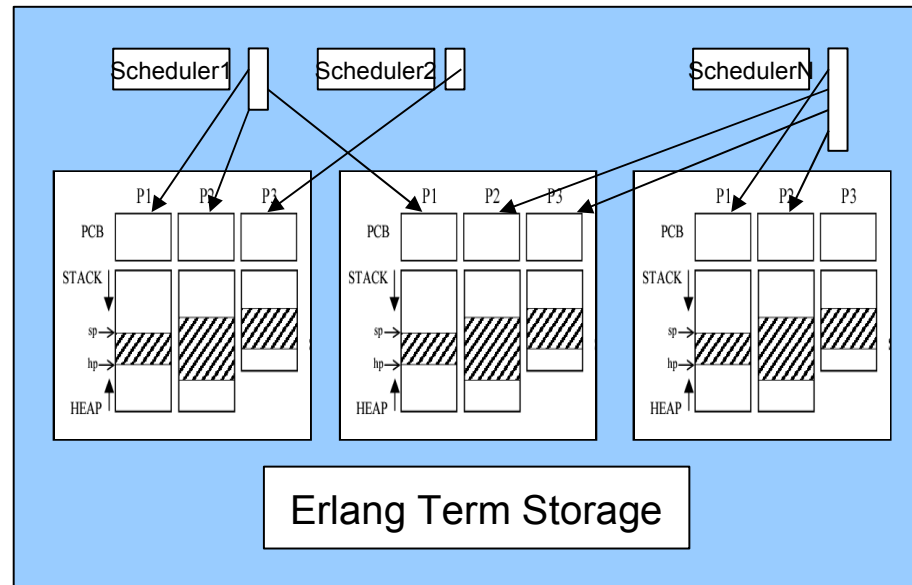 Scheduler1
Scheduler2
SchedulerN
P1 P2 P3
PCB
STACK
sp
hp
HEAP
P1 P2 P3
PCB
STACK
sp
hp
HEAP
P1 P2 P3
PCB
STACK
sp
hp
HEAP
Erlang Term Storage